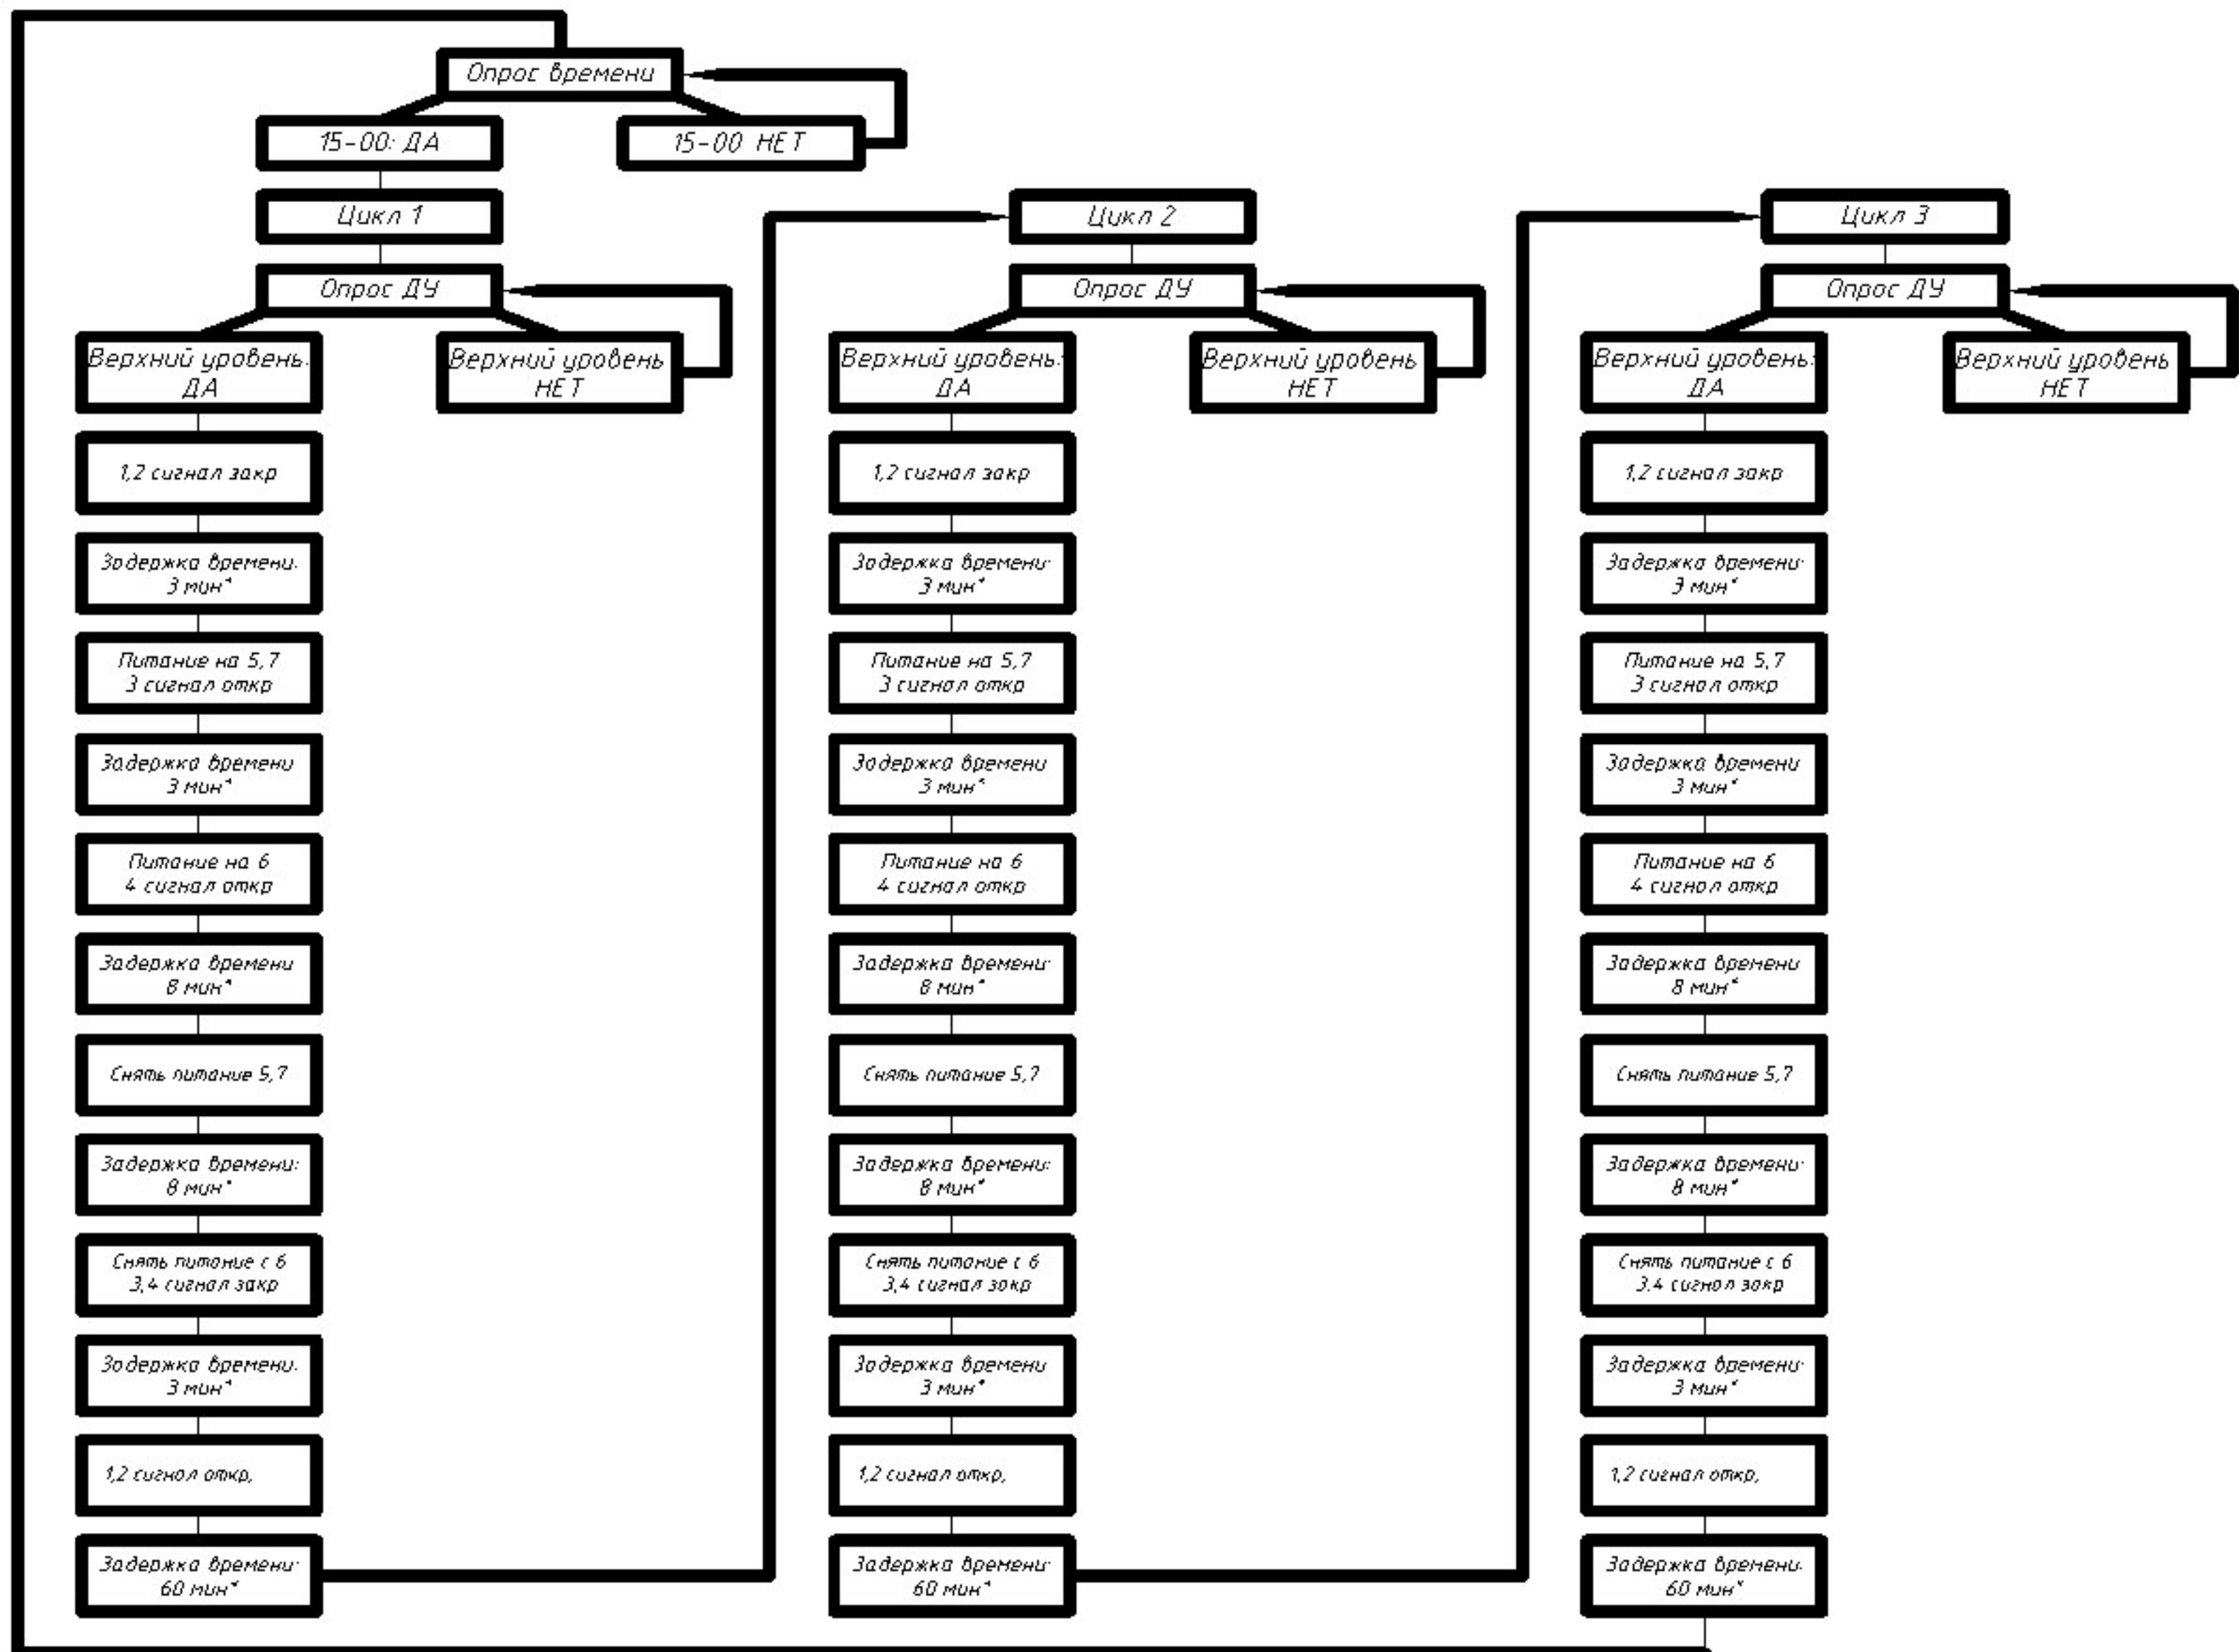 Опрос времени
15-00: ДА
15-00 НЕТ
Цикл 1
Опрос ДУ
Верхний уровень:
ДА
Верхний уровень
НЕТ
1,2 сигнал закр
Задержка времени:
3 мин*
Питание на 5,7
3 сигнал откр
Задержка времени
3 мин*
Питание на 6
4 сигнал откр
Задержка времени
8 мин*
Снять питание 5,7
Задержка времени:
8 мин*
Снять питание с 6
3,4 сигнал закр
Задержка времени:
3 мин*
1,2 сигнал откр,
Задержка времени:
60 мин*
Цикл 2
Опрос ДУ
Верхний уровень:
ДА
Верхний уровень
НЕТ
1,2 сигнал закр
Задержка времени:
3 мин*
Питание на 5,7
3 сигнал откр
Задержка времени
3 мин*
Питание на 6
4 сигнал откр
Задержка времени:
8 мин*
Снять питание 5,7
Задержка времени:
8 мин*
Снять питание с 6
3,4 сигнал закр
Задержка времени
3 мин*
1,2 сигнал откр,
Задержка времени:
60 мин*
Цикл 3
Опрос ДУ
Верхний уровень:
ДА
Верхний уровень
НЕТ
1,2 сигнал закр
Задержка времени:
3 мин*
Питание на 5,7
3 сигнал откр
Задержка времени
3 мин*
Питание на 6
4 сигнал откр
Задержка времени
8 мин*
Снять питание 5,7
Задержка времени:
8 мин*
Снять питание с 6
3,4 сигнал закр
Задержка времени:
3 мин*
1,2 сигнал откр,
Задержка времени:
60 мин*